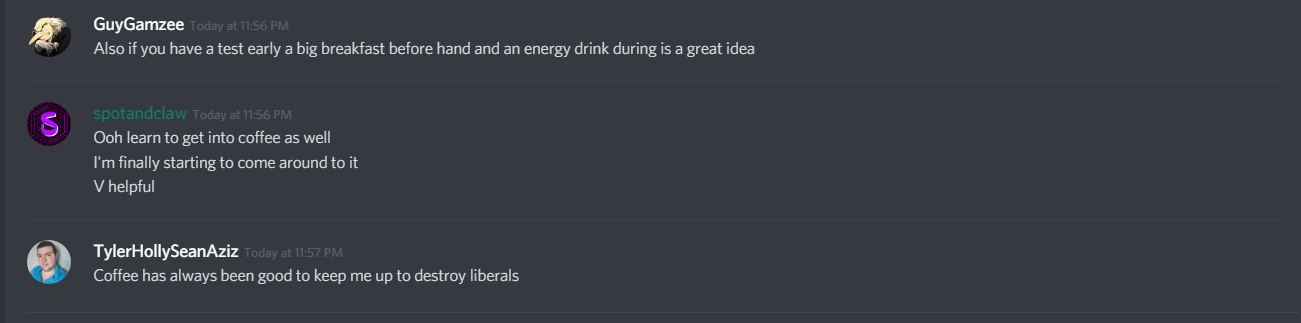 GuyGamzee Today at 11:56 PM
Also if you have a test early a big breakfast before hand and an energy drink during is a great idea
spotandclaw Today at 11:56 PM
Ooh learn to get into coffee as well
I'm finally starting to come around to it
V helpful
TylerHollySeanAziz Today at 11:57 PM
Coffee has always been good to keep me up to destroy liberals